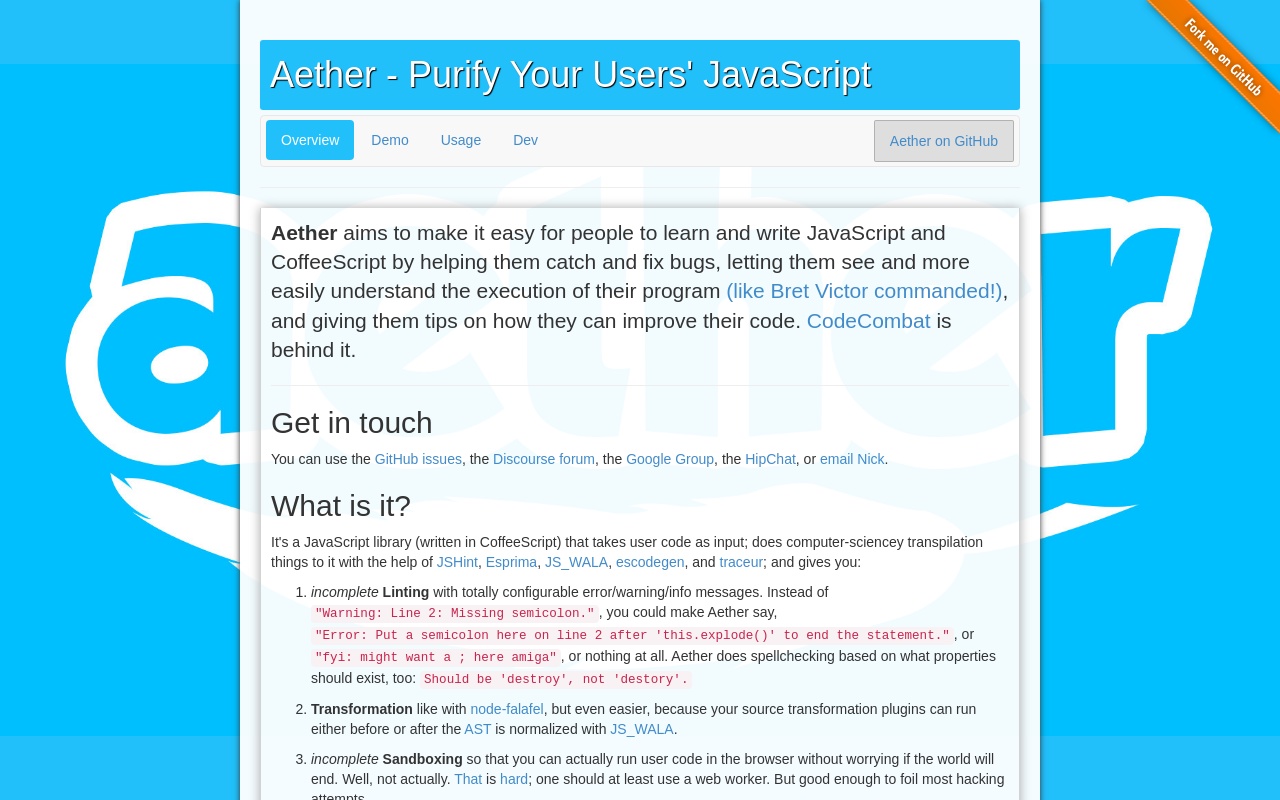 Fork me on GitHub
Aether - Purify Your Users' JavaScript
Overview Demo Usage Dev Aether on GitHub
aether
Aether aims to make it easy for people to learn and write JavaScript and
CoffeeScript by helping them catch and fix bugs, letting them see and more
easily understand the execution of their program (like Bret Victor commanded!),
and giving them tips on how they can improve their code. CodeCombat is
behind it.
Get in touch
You can use the GitHub issues, the Discourse forum, the Google Group, the HipChat, or email Nick.
What is it?
It's a JavaScript library (written in CoffeeScript) that takes user code as input; does computer-sciencey transpilation
things to it with the help of JSHint, Esprima, JS_WALA, escodegen, and traceur; and gives you:
1. incomplete Linting with totally configurable error/warning/info messages. Instead of
"Warning: Line 2: Missing semicolon.", you could make Aether say,
"Error: Put a semicolon here on line 2 after 'this.explode()' to end the statement.", or
"fyi: might want a ; here amiga", or nothing at all. Aether does spellchecking based on what properties
should exist, too: Should be 'destroy', not 'destory'.
2. Transformation like with node-falafel, but even easier, because your source transformation plugins can run
either before or after the AST is normalized with JS_WALA.
3. incomplete Sandboxing so that you can actually run user code in the browser without worrying if the world will
end. Well, not actually. That is hard; one should at least use a web worker. But good enough to foil most hacking
attempts.